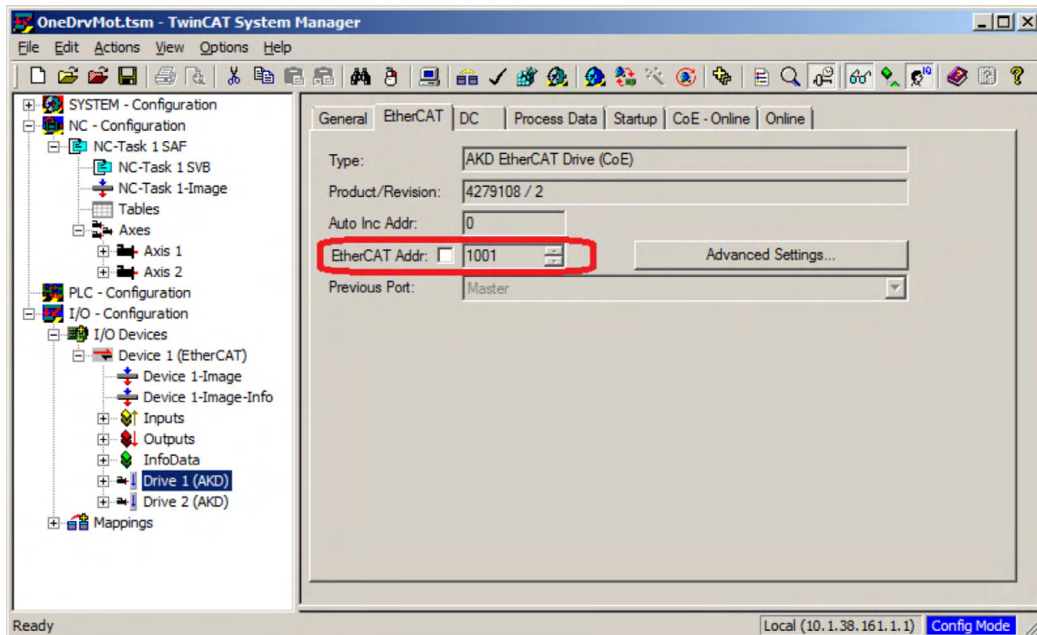 OneDrvMot.tsm - TwinCAT System Manager
File Edit Actions View Options Help
SYSTEM - Configuration
NC - Configuration
NC-Task 1 SAF
NC-Task 1 SVB
NC-Task 1-Image
Tables
Axes
Axis 1
Axis 2
PLC - Configuration
I/O - Configuration
I/O Devices
Device 1 (EtherCAT)
Device 1-Image
Device 1-Image-Info
Inputs
Outputs
InfoData
Drive 1 (AKD)
Drive 2 (AKD)
Mappings
General EtherCAT DC Process Data Startup CoE - Online Online
Type: AKD EtherCAT Drive (CoE)
Product/Revision: 4279108 / 2
Auto Inc Addr: 0
EtherCAT Addr: 1001 Advanced Settings...
Previous Port: Master
Ready Local (10.1.38.161.1.1) Config Mode